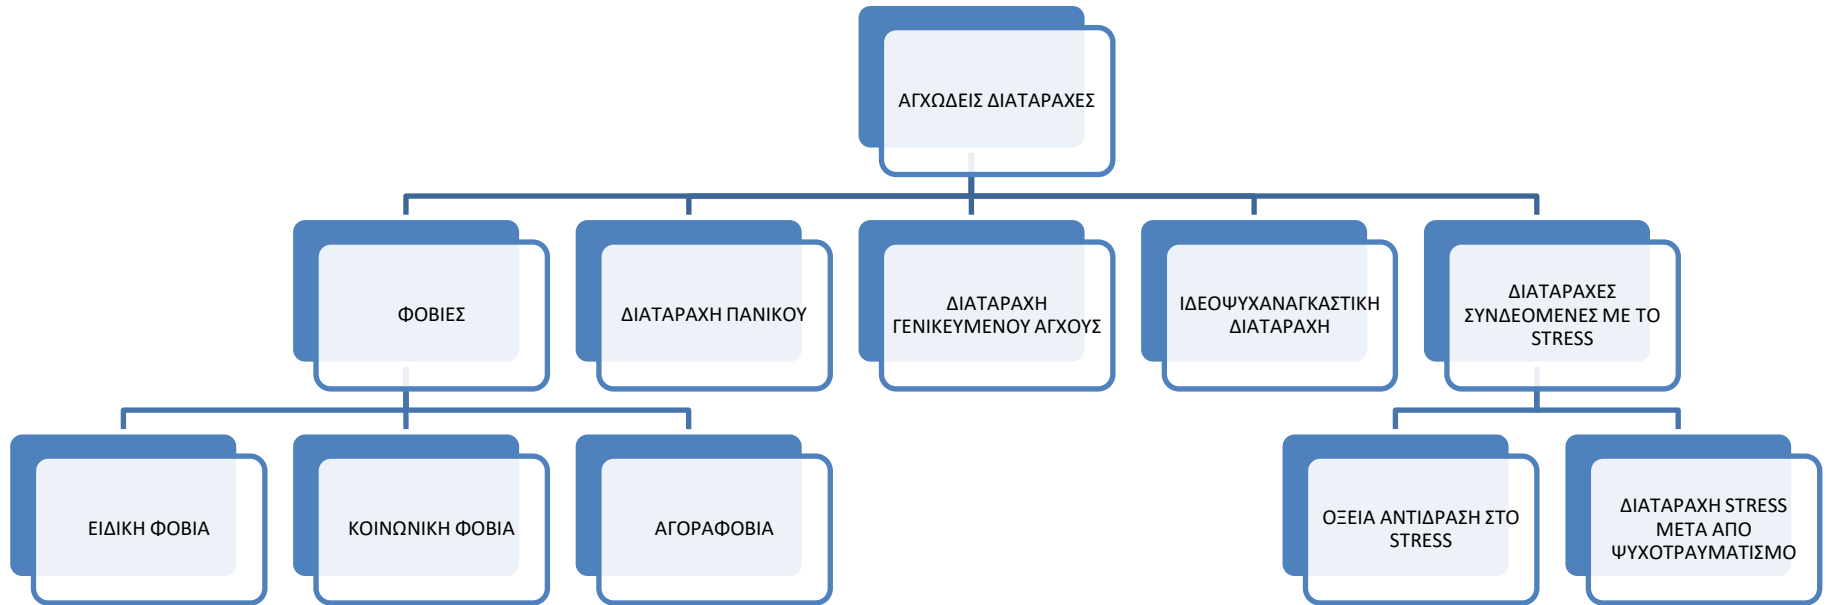 ΑΓΧΩΔΕΙΣ ΔΙΑΤΑΡΑΧΕΣ
ΦΟΒΙΕΣ
ΔΙΑΤΑΡΑΧΗ ΠΑΝΙΚΟΥ
ΔΙΑΤΑΡΑΧΗ
ΓΕΝΙΚΕΥΜΕΝΟΥ ΑΓΧΟΥΣ
ΙΔΕΟΨΥΧΑΝΑΓΚΑΣΤΙΚΗ
ΔΙΑΤΑΡΑΧΗ
ΔΙΑΤΑΡΑΧΕΣ
ΣΥΝΔΕΟΜΕΝΕΣ ΜΕ ΤΟ
STRESS
ΕΙΔΙΚΗ ΦΟΒΙΑ
ΚΟΙΝΩΝΙΚΗ ΦΟΒΙΑ
ΑΓΟΡΑΦΟΒΙΑ
ΟΞΕΙΑ ΑΝΤΙΔΡΑΣΗ ΣΤΟ
STRESS
ΔΙΑΤΑΡΑΧΗ STRESS
ΜΕΤΑ ΑΠΟ
ΨΥΧΟΤΡΑΥΜΑΤΙΣΜΟ